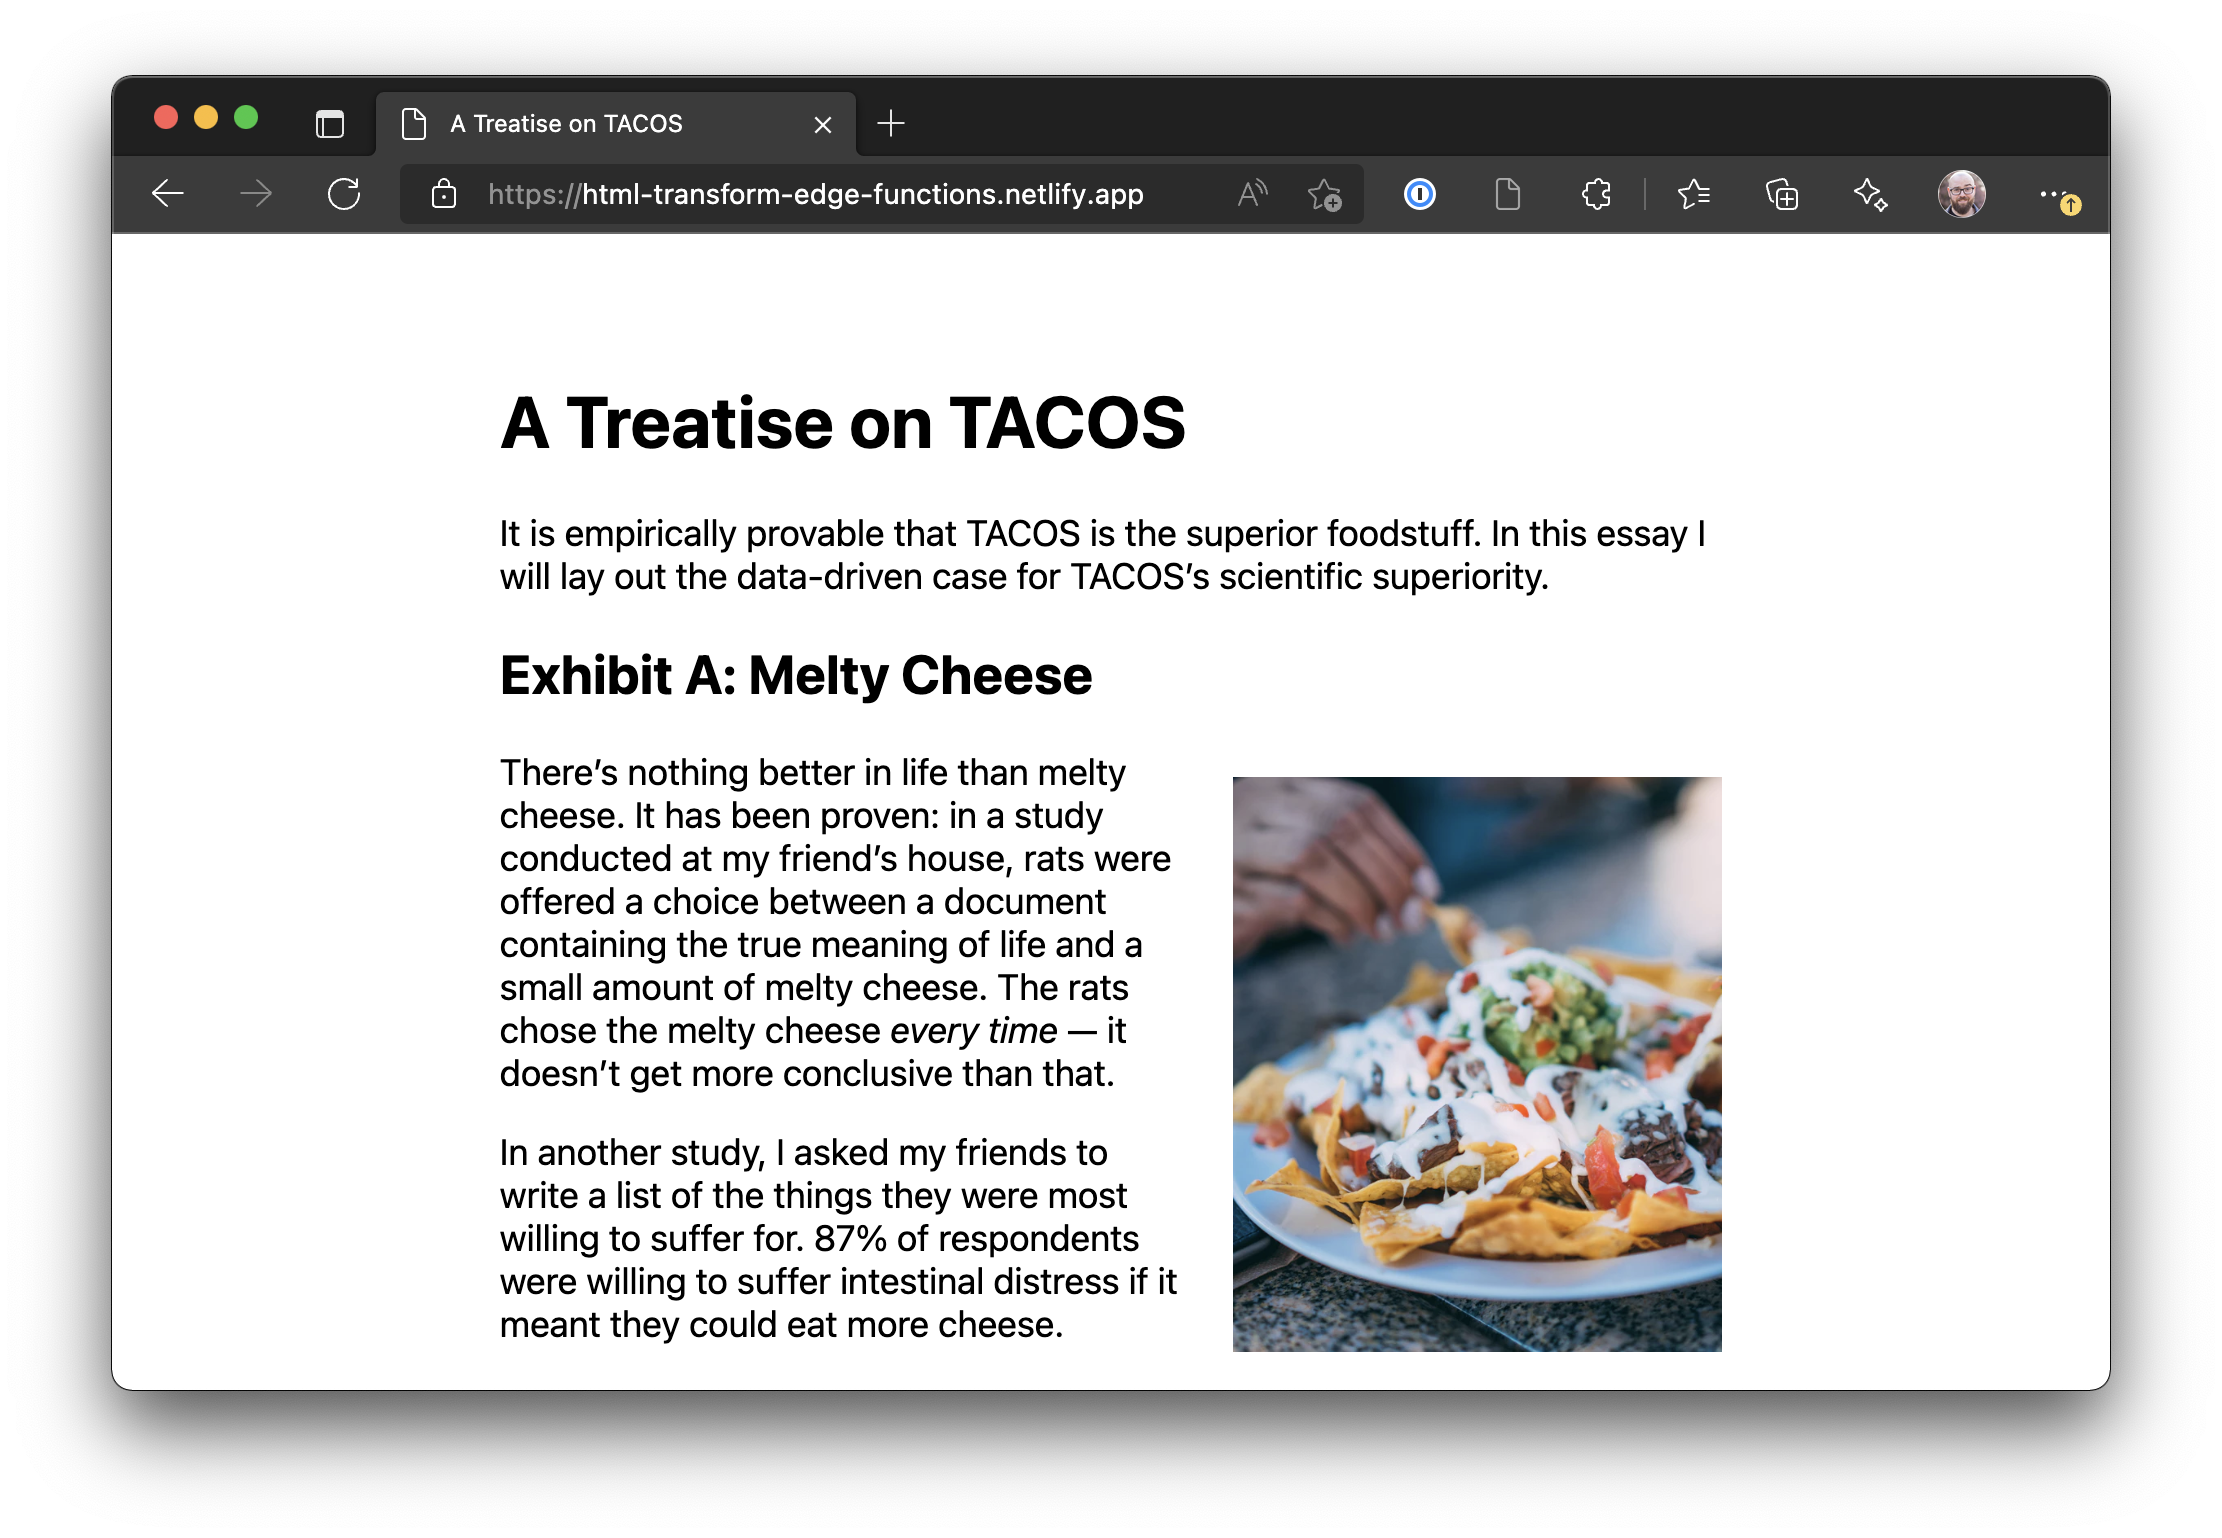 A Treatise on TACOS
https://html-transform-edge-functions.netlify.app
A Treatise on TACOS
It is empirically provable that TACOS is the superior foodstuff. In this essay I
will lay out the data-driven case for TACOS’s scientific superiority.
Exhibit A: Melty Cheese
There’s nothing better in life than melty
cheese. It has been proven: in a study
conducted at my friend’s house, rats were
offered a choice between a document
containing the true meaning of life and a
small amount of melty cheese. The rats
chose the melty cheese every time — it
doesn’t get more conclusive than that.
In another study, I asked my friends to
write a list of the things they were most
willing to suffer for. 87% of respondents
were willing to suffer intestinal distress if it
meant they could eat more cheese.